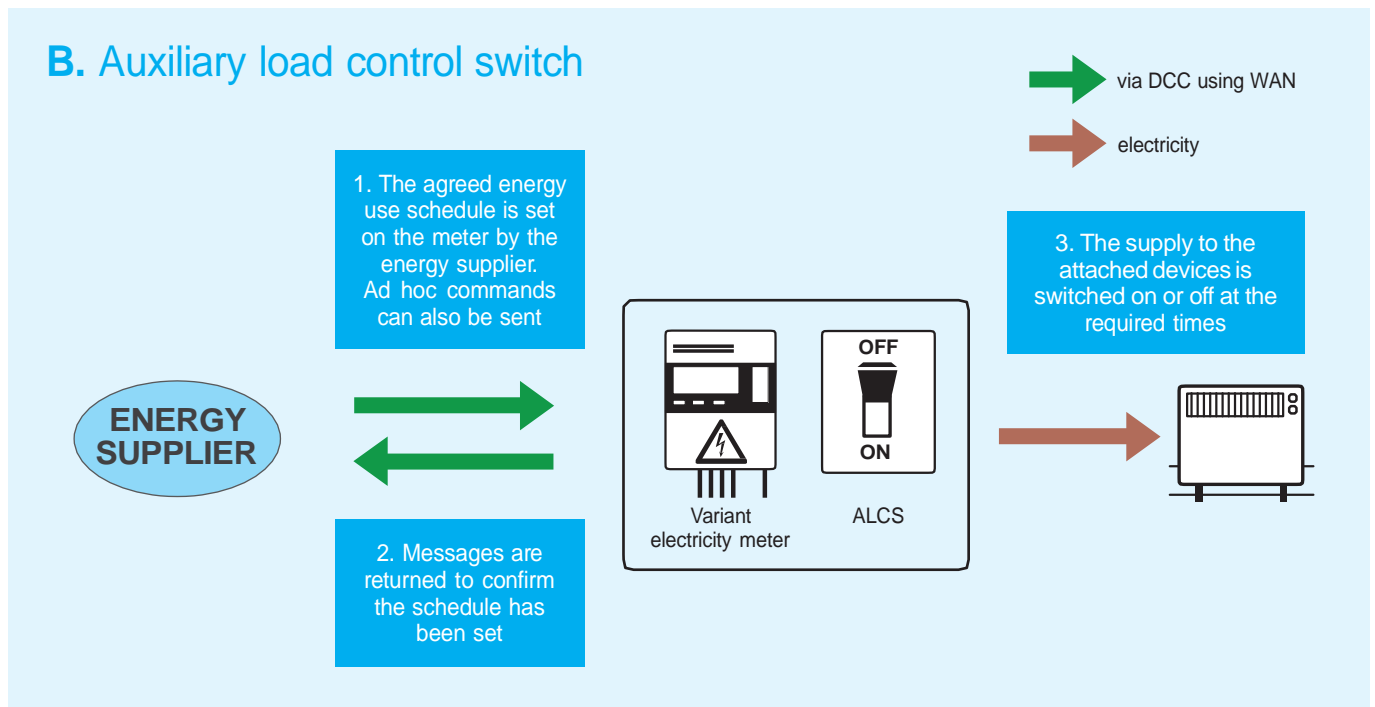 B. Auxiliary load control switch
via DCC using WAN
electricity
1. The agreed energy
use schedule is set
on the meter by the
energy supplier.
Ad hoc commands
can also be sent
3. The supply to the
attached devices is
switched on or off at the
required times
ENERGY
SUPPLIER
OFF
ON
Variant
electricity meter
ALCS
2. Messages are
returned to confirm
the schedule has
been set